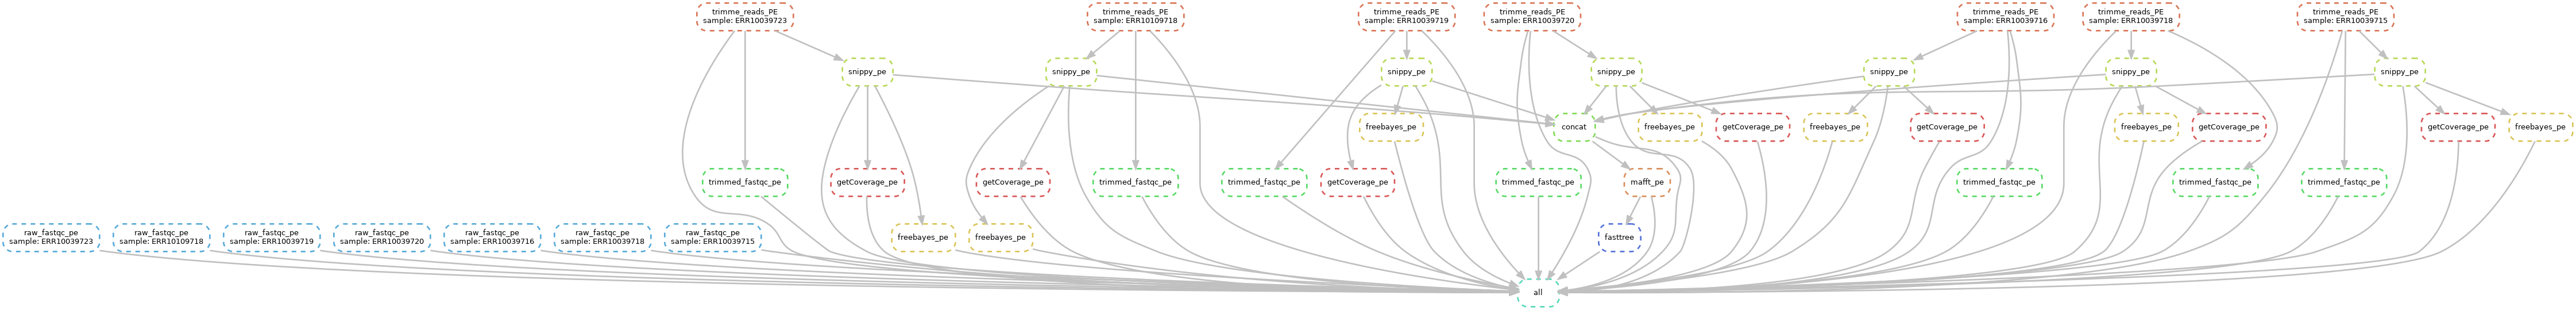 trimme_reads_PE
sample: ERR10039723
trimme_reads_PE
sample: ERR10109718
trimme_reads_PE
sample: ERR10039719
trimme_reads_PE
sample: ERR10039720
trimme_reads_PE
sample: ERR10039716
trimme_reads_PE
sample: ERR10039718
trimme_reads_PE
sample: ERR10039715
snippy_pe
snippy_pe
snippy_pe
snippy_pe
snippy_pe
snippy_pe
snippy_pe
freebayes_pe
concat
freebayes_pe
getCoverage_pe
freebayes_pe
getCoverage_pe
freebayes_pe
getCoverage_pe
getCoverage_pe
freebayes_pe
trimmed_fastqc_pe
getCoverage_pe
getCoverage_pe
trimmed_fastqc_pe
trimmed_fastqc_pe
getCoverage_pe
trimmed_fastqc_pe
mafft_pe
trimmed_fastqc_pe
trimmed_fastqc_pe
trimmed_fastqc_pe
raw_fastqc_pe
sample: ERR10039723
raw_fastqc_pe
sample: ERR10109718
raw_fastqc_pe
sample: ERR10039719
raw_fastqc_pe
sample: ERR10039720
raw_fastqc_pe
sample: ERR10039716
raw_fastqc_pe
sample: ERR10039718
raw_fastqc_pe
sample: ERR10039715
freebayes_pe
freebayes_pe
fasttree
all